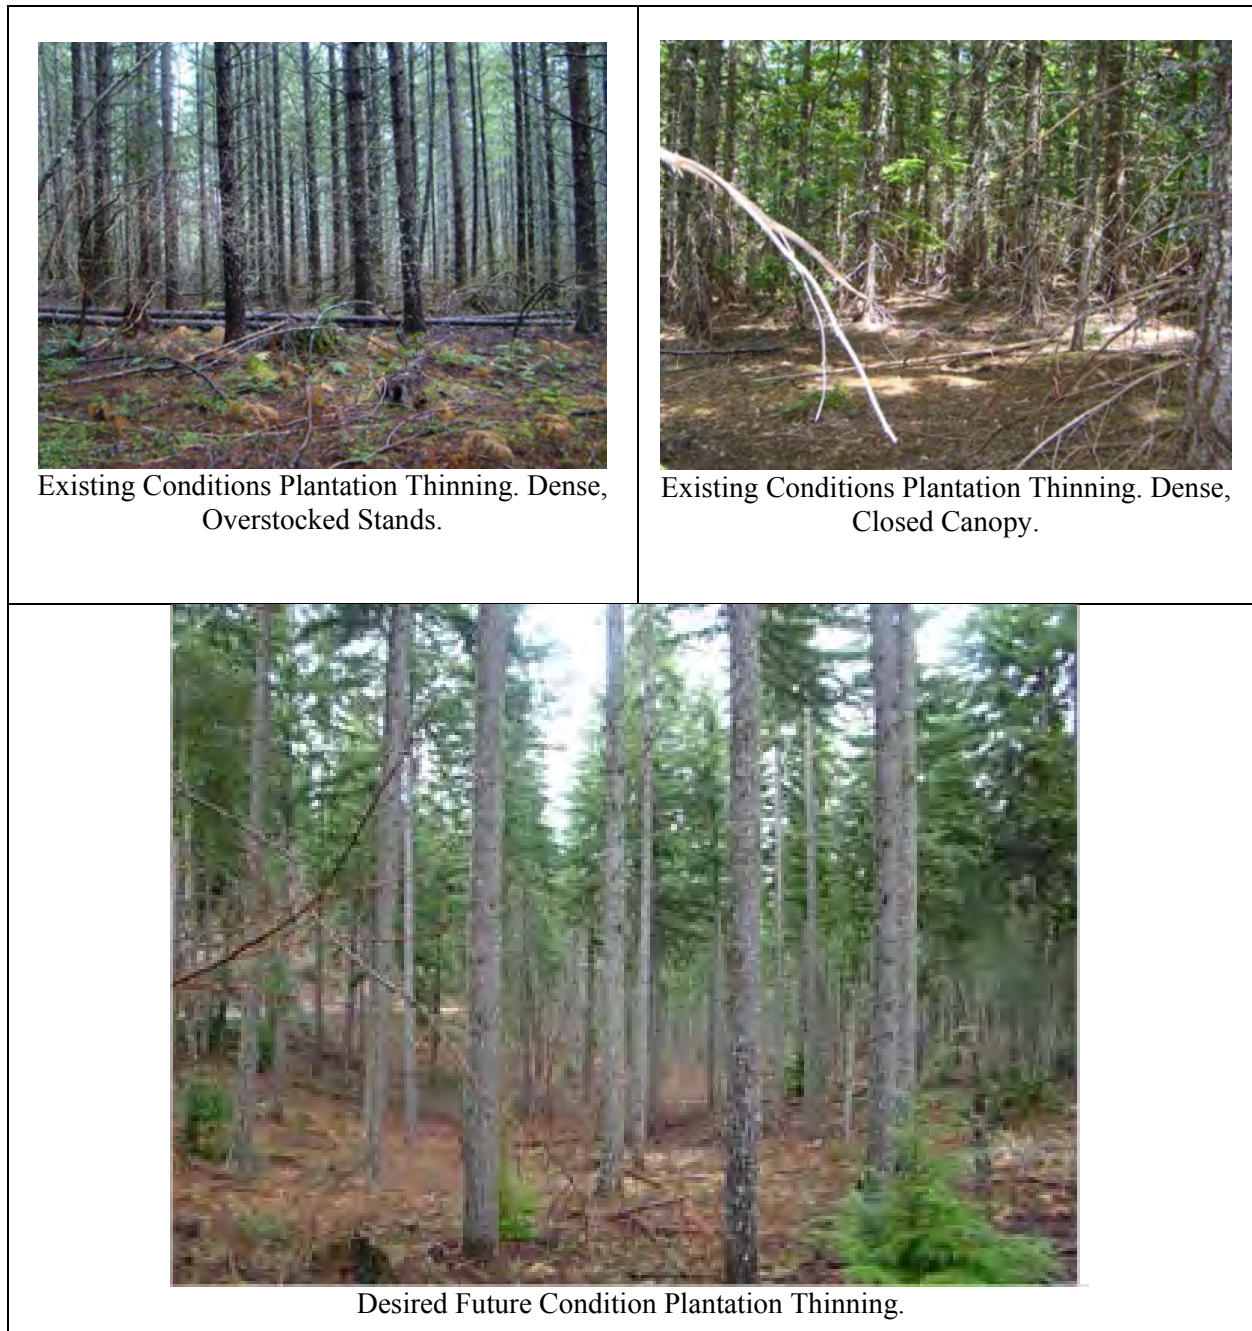 Existing Conditions Plantation Thinning. Dense,
Overstocked Stands.
Existing Conditions Plantation Thinning. Dense,
Closed Canopy.
Desired Future Condition Plantation Thinning.